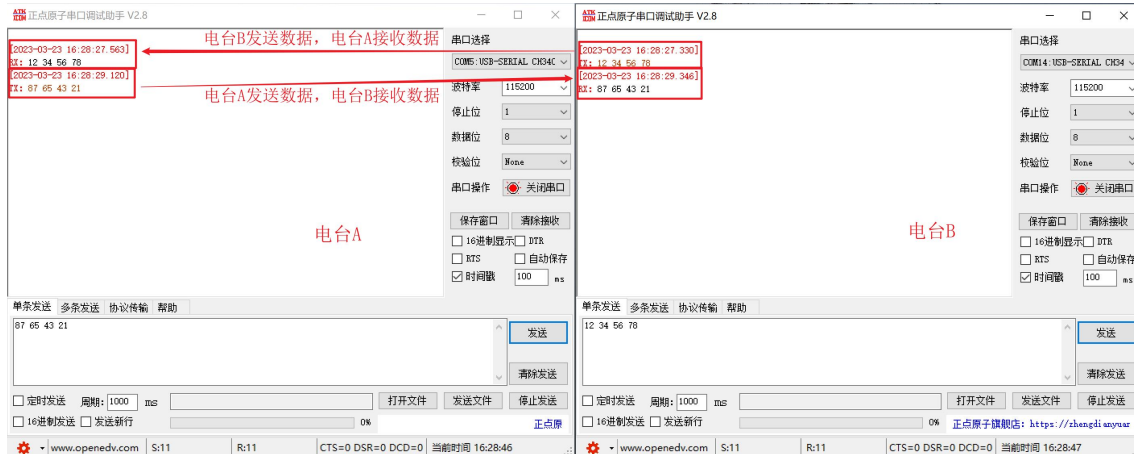 正点原子串口调试助手 V2.8
[2023-03-23 16:28:27.563]
RX: 12 34 56 78
[2023-03-23 16:28:29.120]
TX: 87 65 43 21
电台B发送数据，电台A接收数据
电台A发送数据，电台B接收数据
电台A
串口选择
COM5:USB-SERIAL CH34C
波特率 115200
停止位 1
数据位 8
校验位 None
串口操作 关闭串口
保存窗口 清除接收
16进制显示 DTR
RTS 自动保存
时间戳 100 ms
单条发送 多条发送 协议传输 帮助
87 65 43 21
发送
清除发送
定时发送 周期: 1000 ms 打开文件 发送文件 停止发送
16进制发送 发送新行 0% 正点原
www.openedv.com S:11 R:11 CTS=0 DSR=0 DCD=0 当前时间 16:28:46
正点原子串口调试助手 V2.8
[2023-03-23 16:28:27.330]
TX: 12 34 56 78
[2023-03-23 16:28:29.346]
RX: 87 65 43 21
电台B
串口选择
COM14:USB-SERIAL CH34
波特率 115200
停止位 1
数据位 8
校验位 None
串口操作 关闭串口
保存窗口 清除接收
16进制显示 DTR
RTS 自动保存
时间戳 100 ms
单条发送 多条发送 协议传输 帮助
12 34 56 78
发送
清除发送
定时发送 周期: 1000 ms 打开文件 发送文件 停止发送
16进制发送 发送新行 0% 正点原子旗舰店: https://zhengdianyuar
www.openedv.com S:11 R:11 CTS=0 DSR=0 DCD=0 当前时间 16:28:47